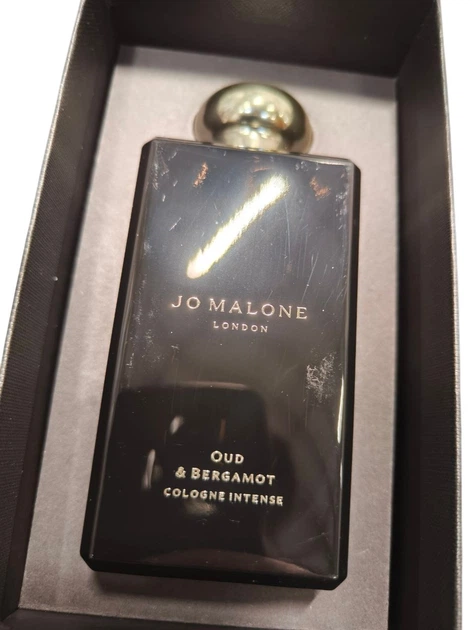 JO MALONE
LONDON
OUD
& BERGAMOT
COLOGNE INTENSE